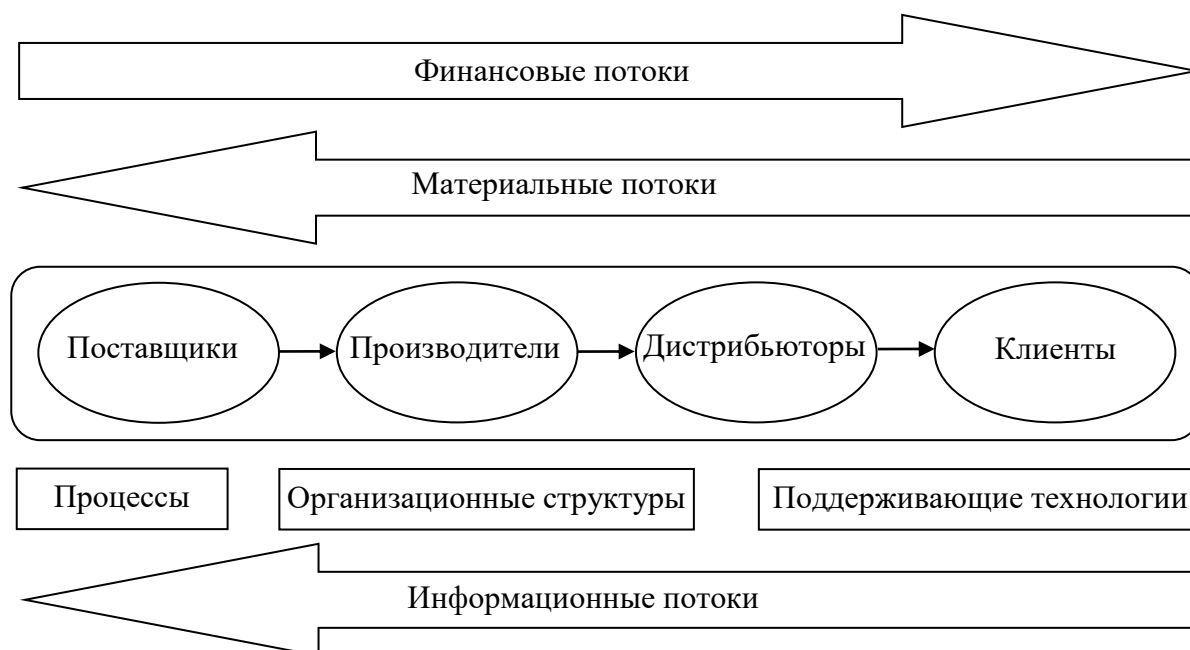 Финансовые потоки
Материальные потоки
Поставщики
Производители
Дистрибьюторы
Клиенты
Процессы
Организационные структуры
Поддерживающие технологии
Информационные потоки